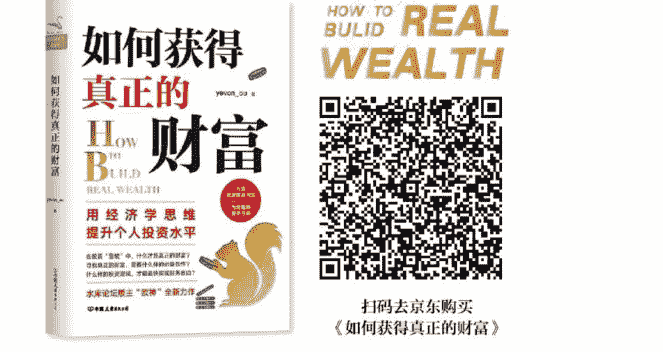 如何获得
真正的
财富
yevon_ou 著
HOW
TO
BUILD
REAL WEALTH
用经济学思维
提升个人投资水平
水库论坛版主“欧神”全新力作
如何获得真正的财富
HOW TO
BULID
REAL
WEALTH
扫码去京东购买
《如何获得真正的财富》